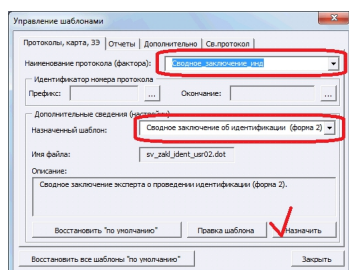 Управление шаблонами
Протоколы, карта, ЗЭ Отчеты Дополнительно Св.протокол
Наименование протокола (фактора): Сводное_заключение_инд
Идентификатор номера протокола
Префикс: ... Окончание: ...
Дополнительные сведения (настройки)
Назначенный шаблон: Сводное заключение об идентификации (форма 2)
Имя файла: sv_zakl_ident_usr02.dot
Описание:
Сводное заключение эксперта о проведении идентификации (форма 2).
Восстановить "по умолчанию" Правка шаблона Назначить
Восстановить все шаблоны "по умолчанию" Закрыть